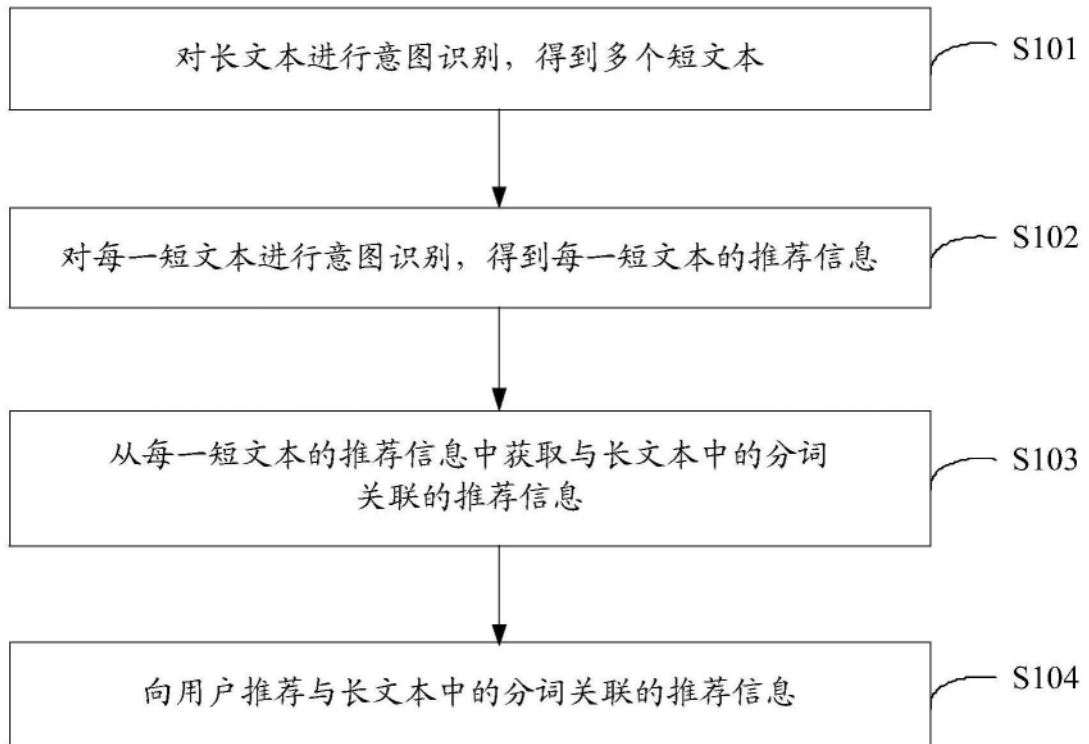 对长文本进行意图识别，得到多个短文本
S101
对每一短文本进行意图识别，得到每一短文本的推荐信息
S102
从每一短文本的推荐信息中获取与长文本中的分词
关联的推荐信息
S103
向用户推荐与长文本中的分词关联的推荐信息
S104